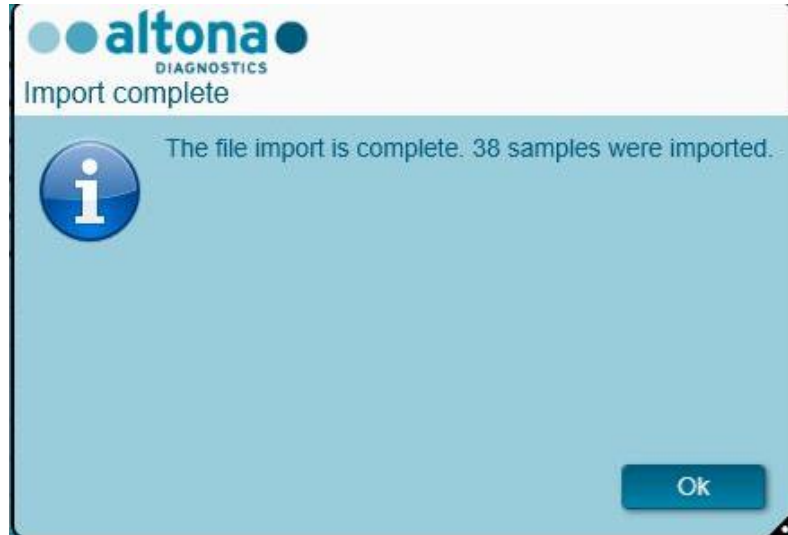 altona
DIAGNOSTICS
Import complete
The file import is complete. 38 samples were imported.
i
Ok